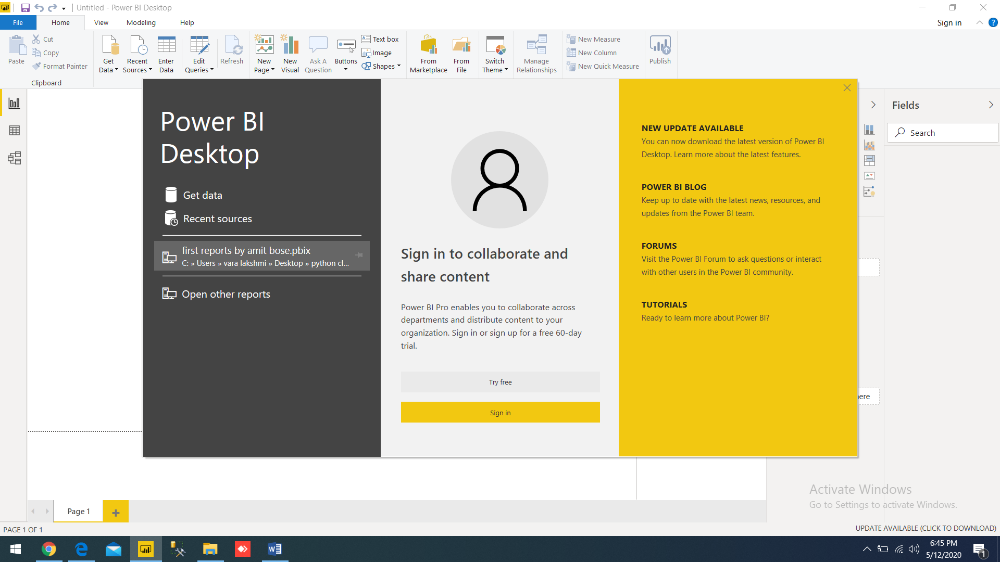 Untitled - Power BI Desktop
File
Home
View
Modeling
Help
Sign in
Paste
Cut
Copy
Format Painter
Clipboard
Get
Data
Recent
Sources
Enter
Data
Edit
Queries
Refresh
New
Page
New
Visual
Ask A
Question
Buttons
Text box
Image
Shapes
From
Marketplace
From
File
Switch
Theme
Manage
Relationships
New Measure
New Column
New Quick Measure
Publish
Power BI
Desktop
Get data
Recent sources
first reports by amit bose.pbix
C: » Users » vara lakshmi » Desktop » python cl...
Open other reports
Sign in to collaborate and
share content
Power BI Pro enables you to collaborate across
departments and distribute content to your
organization. Sign in or sign up for a free 60-day
trial.
Try free
Sign in
NEW UPDATE AVAILABLE
You can now download the latest version of Power BI
Desktop. Learn more about the latest features.
POWER BI BLOG
Keep up to date with the latest news, resources, and
updates from the Power BI team.
FORUMS
Visit the Power BI Forum to ask questions or interact
with other users in the Power BI community.
TUTORIALS
Ready to learn more about Power BI?
Fields
Search
Activate Windows
Go to Settings to activate Windows.
Page 1
PAGE 1 OF 1
UPDATE AVAILABLE (CLICK TO DOWNLOAD)
6:45 PM
5/12/2020
1